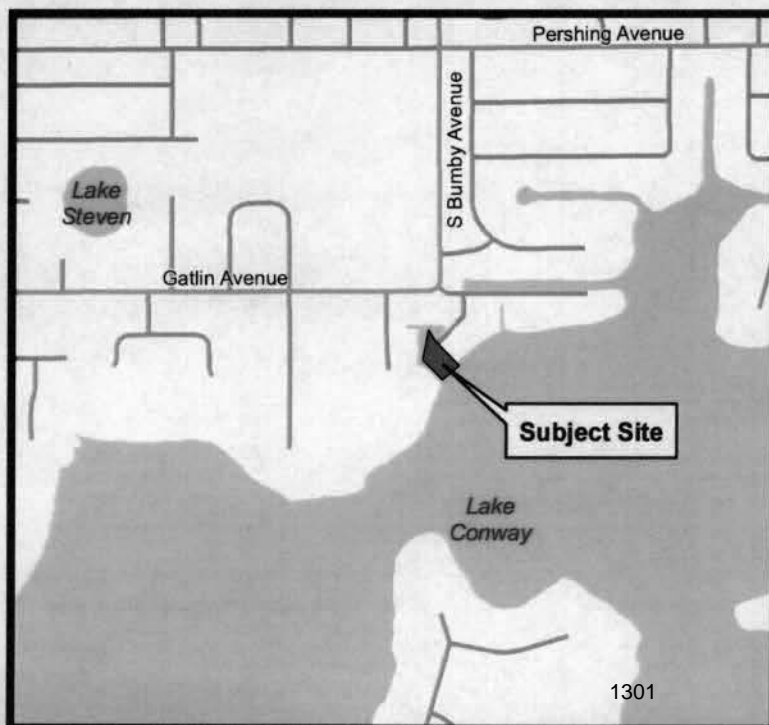 Pershing Avenue
S Bumby Avenue
Lake
Steven
Gatlin Avenue
Subject Site
Lake
Conway
1301